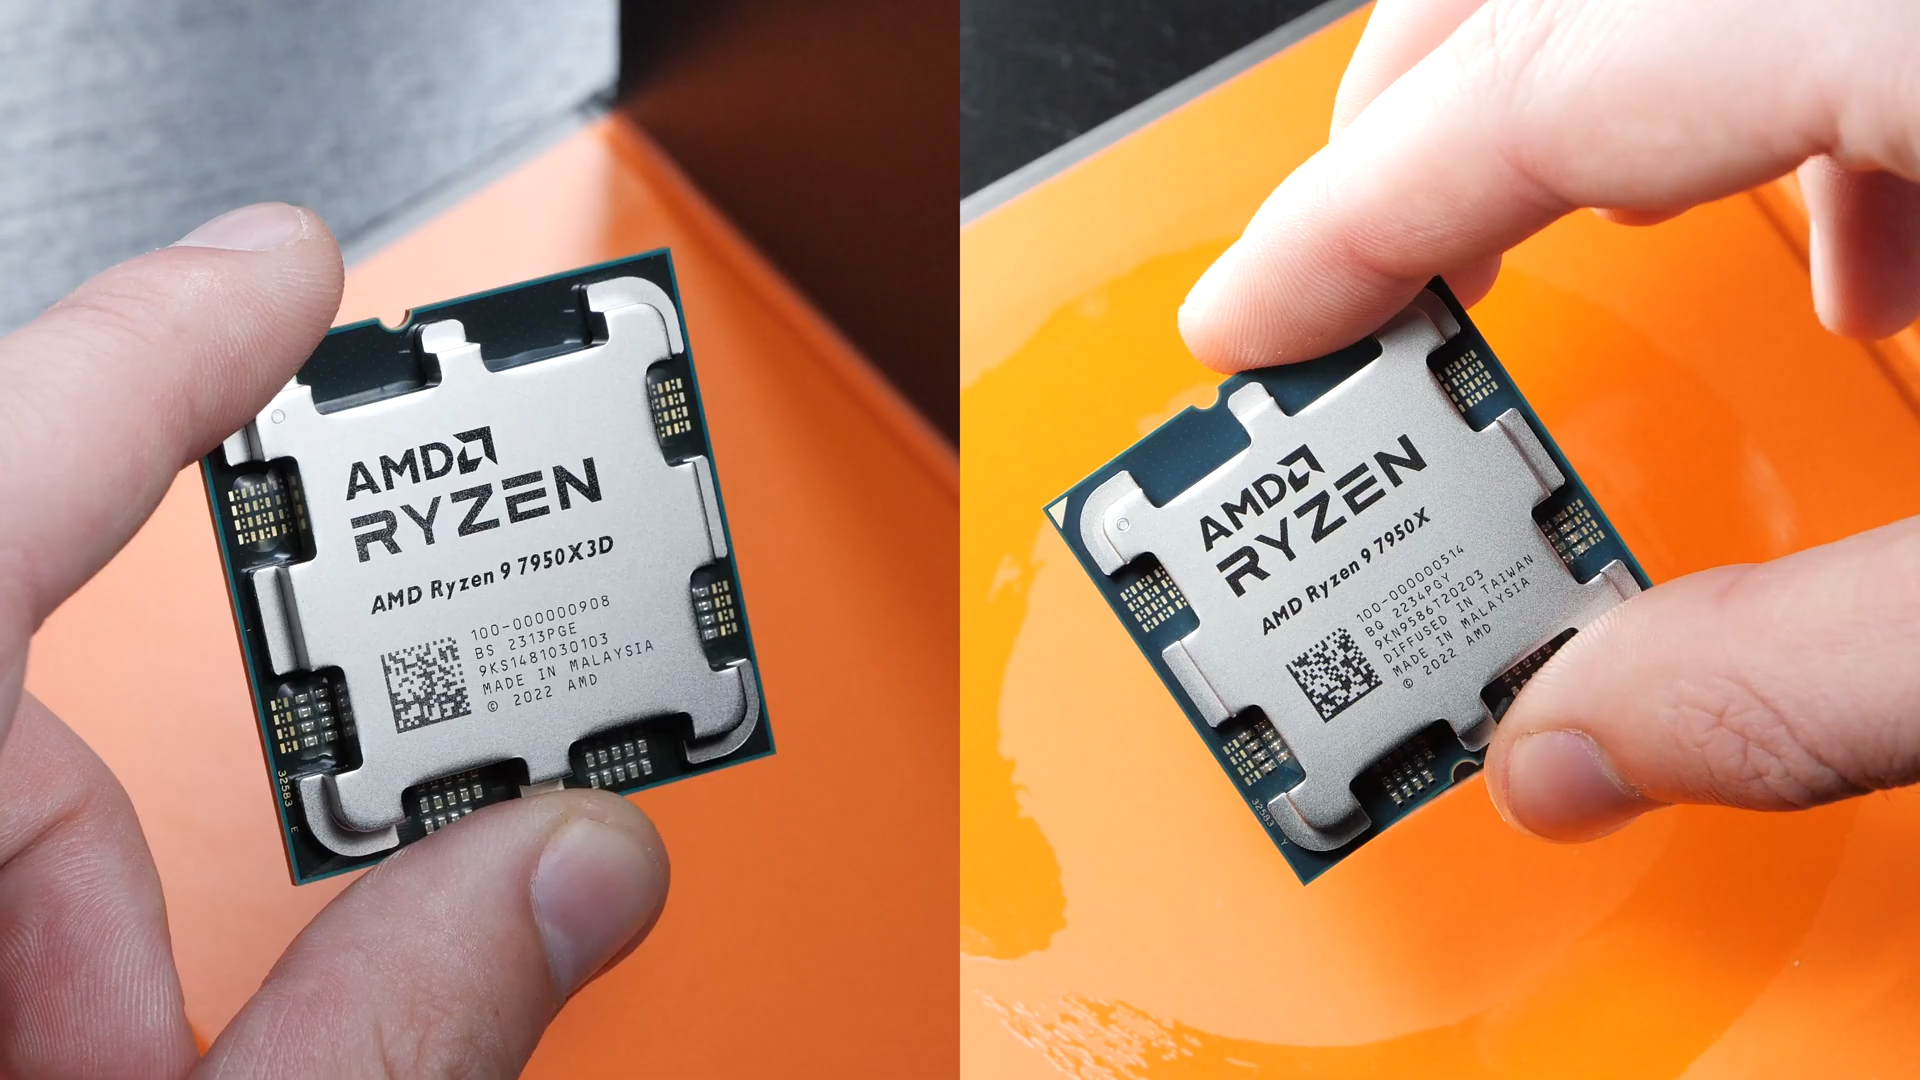 AMD
RYZEN
AMD Ryzen 9 7950X3D
100-000000908
BS 2313PGE
9KS1481030103
MADE IN MALAYSIA
© 2022 AMD
32583
E
AMD
RYZEN
AMD Ryzen 9 7950X
100-000000514
BQ 2234PGY
9KN9586T20203
DIFFUSED IN TAIWAN
MADE IN MALAYSIA
© 2022 AMD
32583
Y